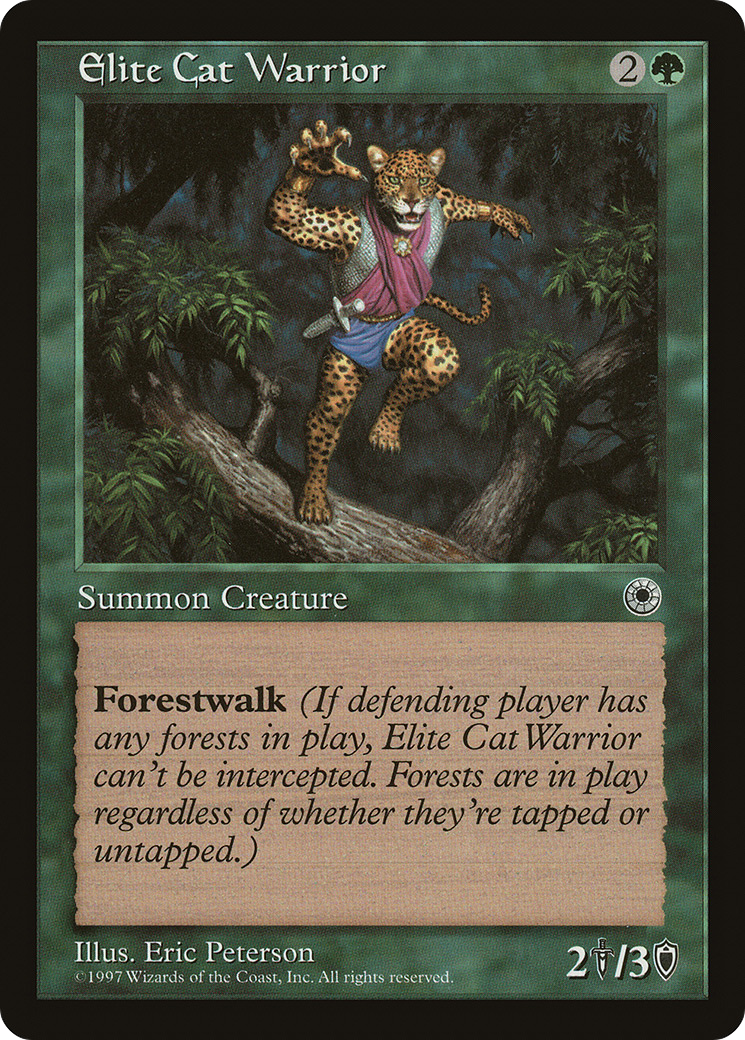 Elite Cat Warrior
2
Summon Creature
Forestwalk (If defending player has
any forests in play, Elite Cat Warrior
can't be intercepted. Forests are in play
regardless of whether they're tapped or
untapped.)
Illus. Eric Peterson
©1997 Wizards of the Coast, Inc. All rights reserved.
2/3